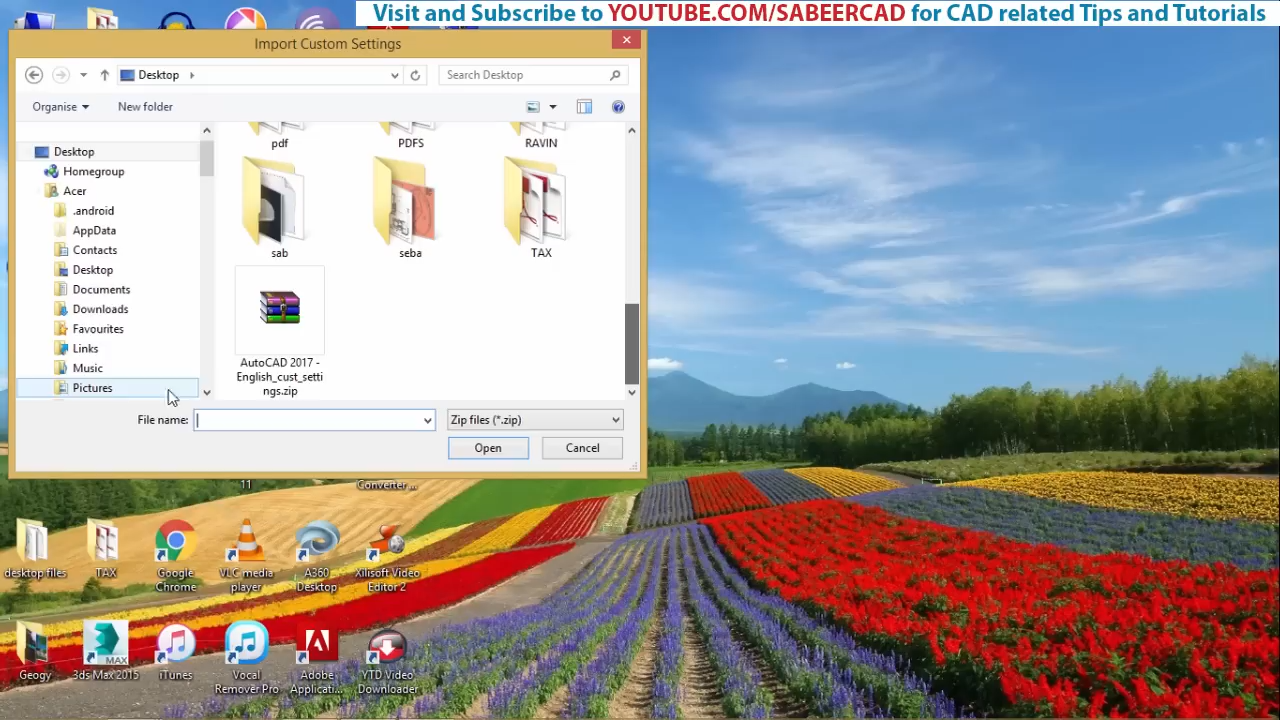 Visit and Subscribe to YOUTUBE.COM/SABEERCAD for CAD related Tips and Tutorials
Import Custom Settings
Desktop
Search Desktop
Organise
New folder
Desktop
Homegroup
Acer
.android
AppData
Contacts
Desktop
Documents
Downloads
Favourites
Links
Music
Pictures
pdf
PDFS
RAVIN
sab
seba
TAX
AutoCAD 2017 -
English_cust_setti
ngs.zip
File name:
Zip files (*.zip)
Open
Cancel
11
Converter...
desktop files
TAX
Google
Chrome
VLC media
player
A360
Desktop
Xilisoft Video
Editor 2
Geogy
MAX
3ds Max 2015
iTunes
Vocal
Remover Pro
Adobe
Applicati...
YTD Video
Downloader